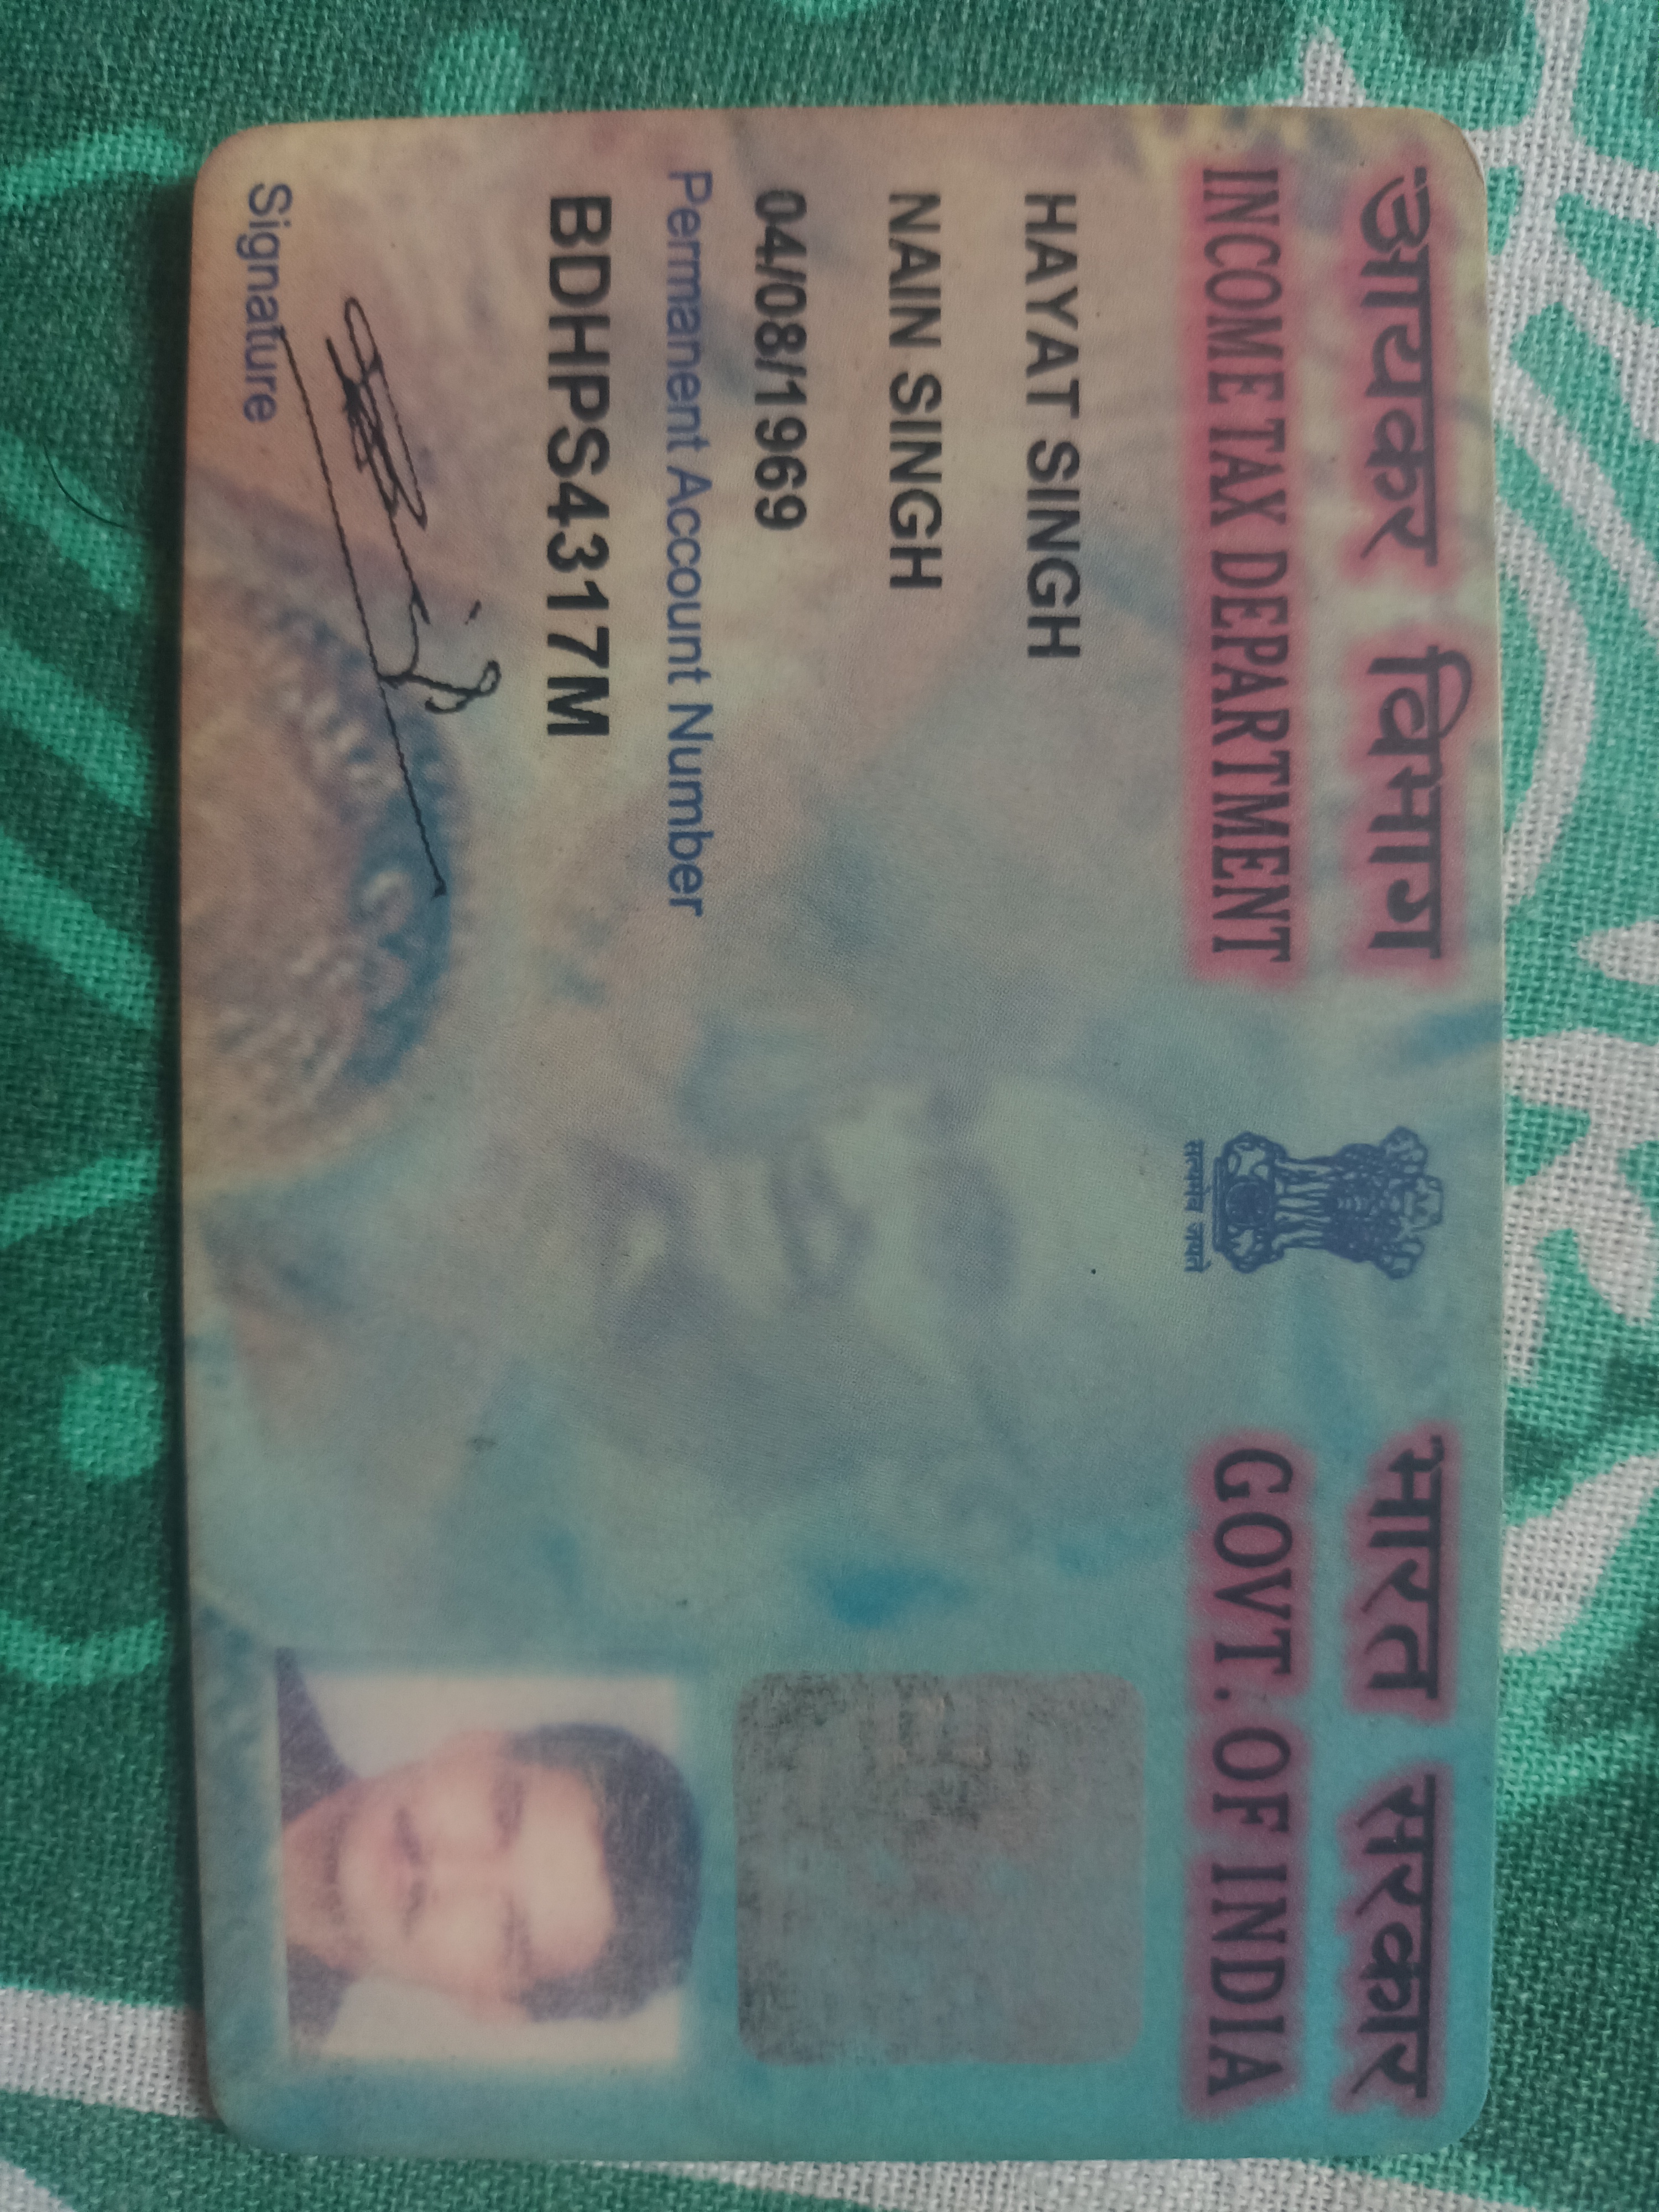 आयकर विभाग
INCOME TAX DEPARTMENT
सत्यमेव जयते
भारत सरकार
GOVT. OF INDIA
HAYAT SINGH
NAIN SINGH
04/08/1969
Permanent Account Number
BDHPS4317M
Signature